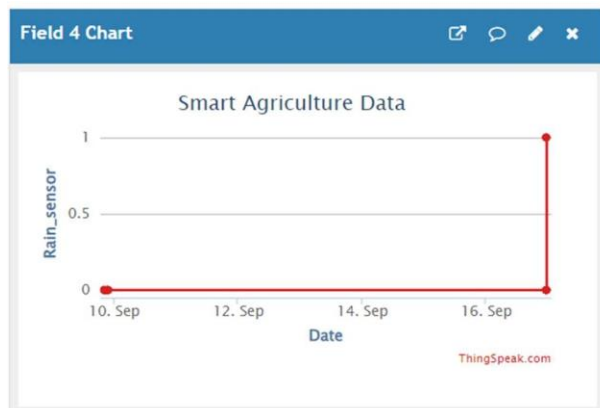 Field 4 Chart
Smart Agriculture Data
1
0.5
0
Rain_sensor
10. Sep
12. Sep
14. Sep
16. Sep
Date
ThingSpeak.com